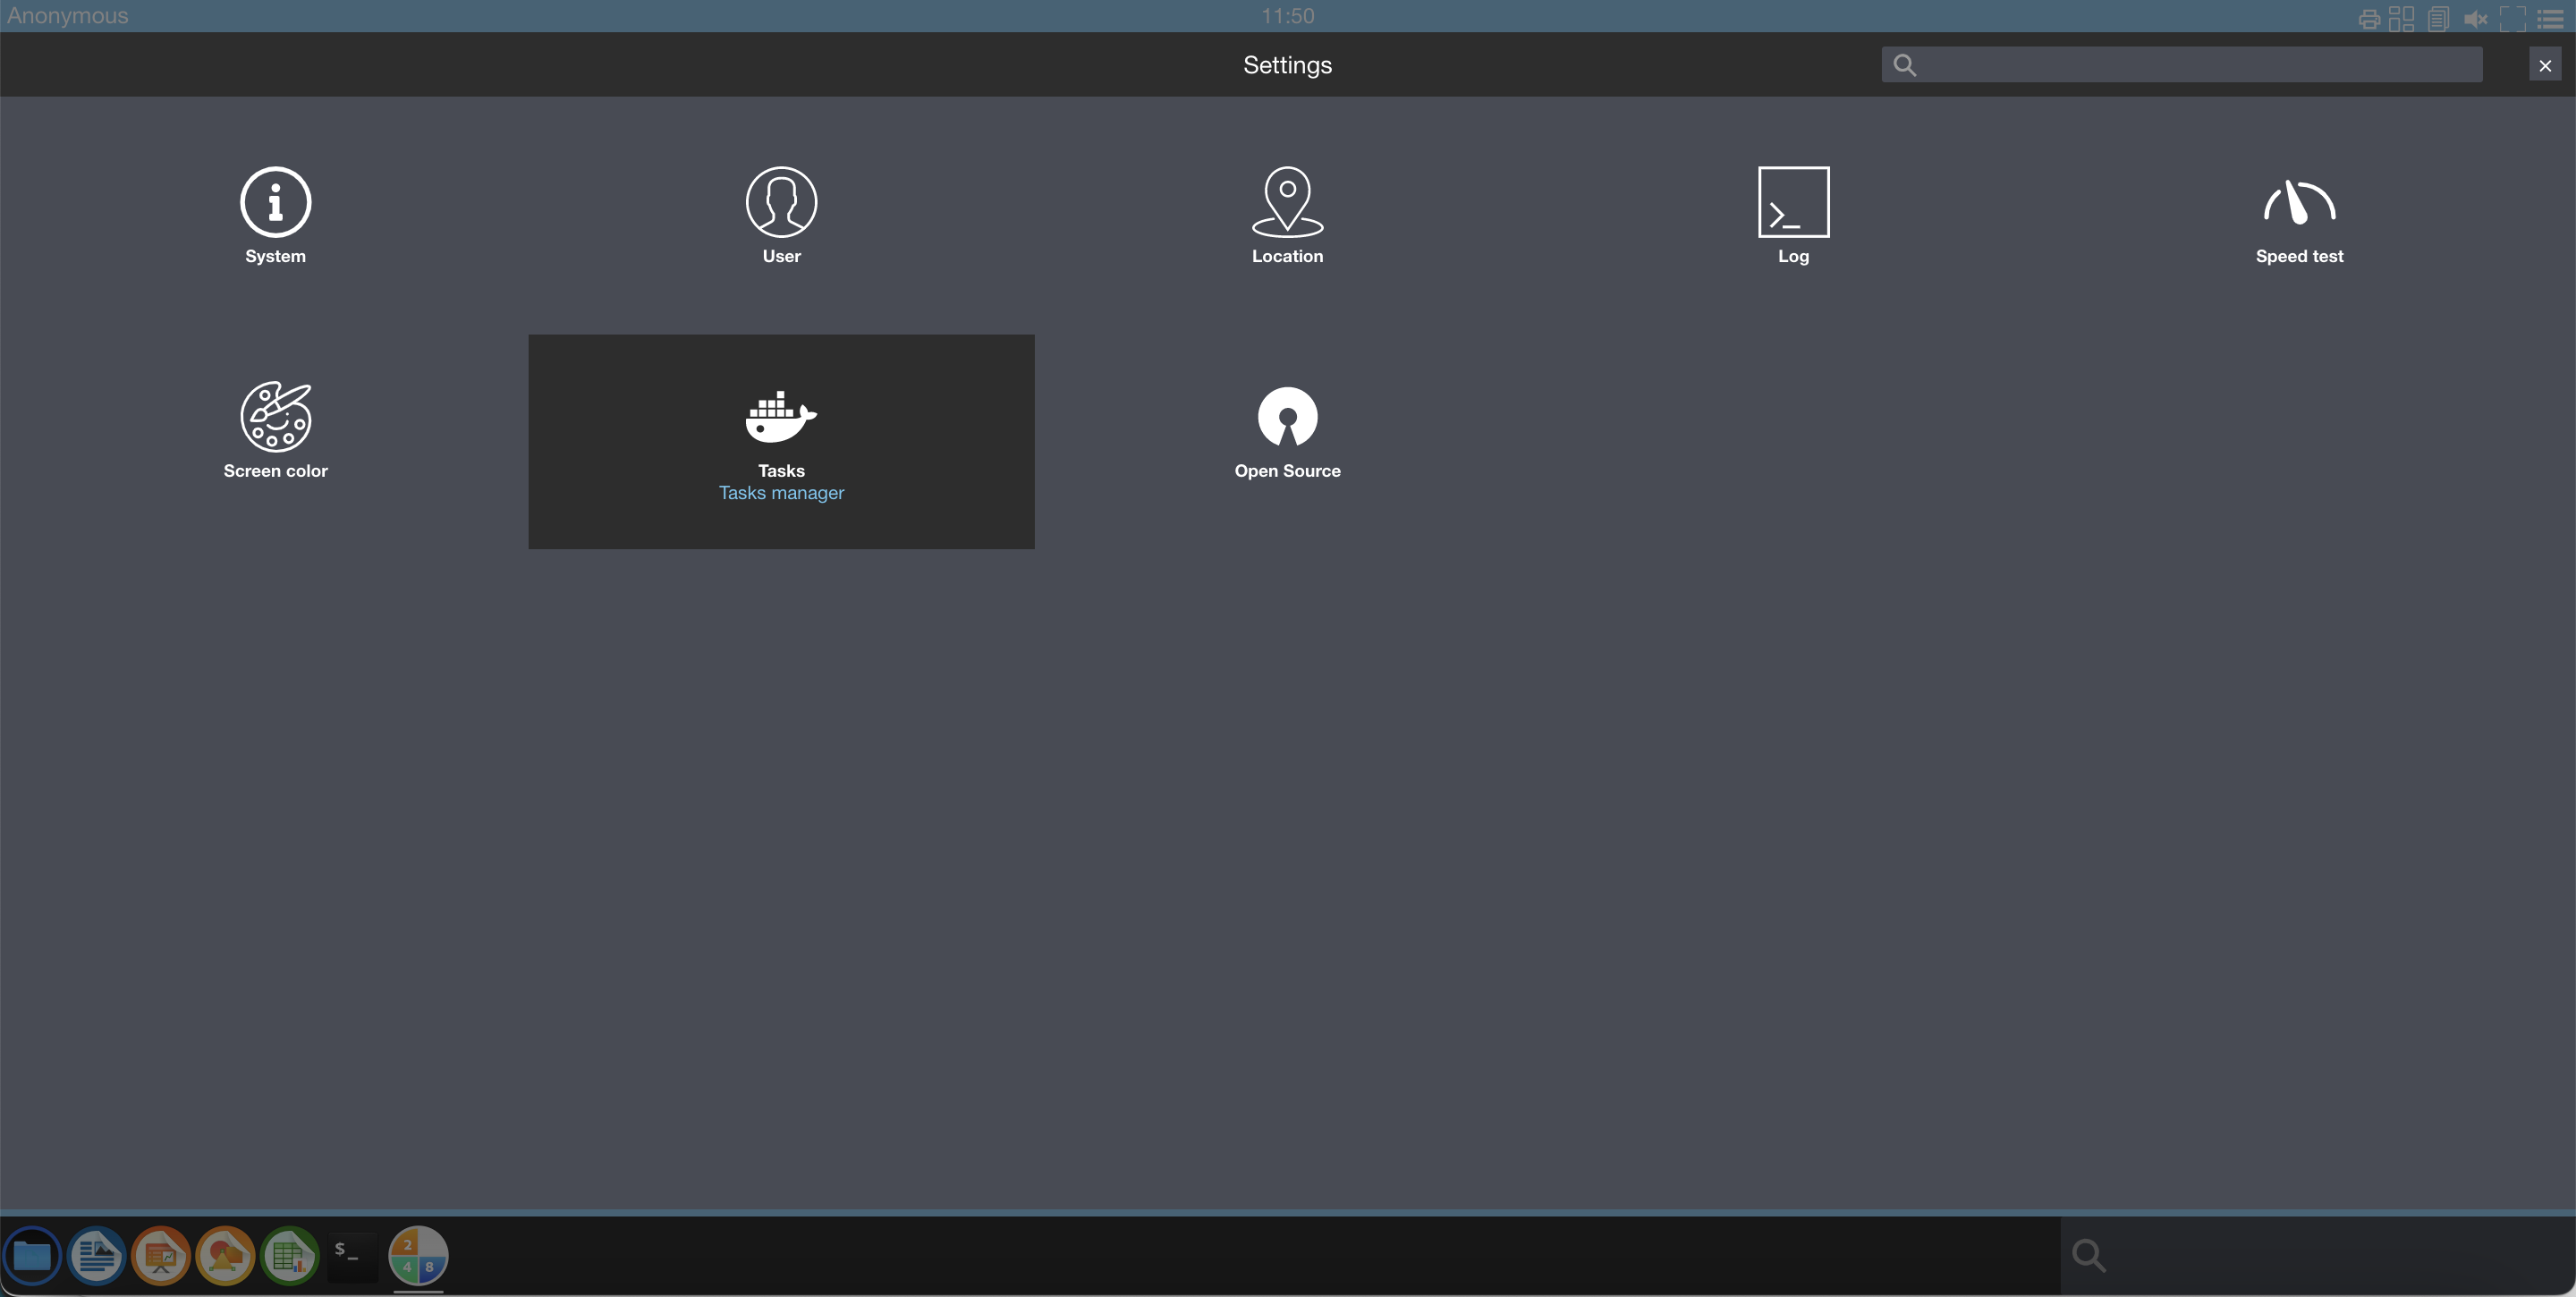 Anonymous
11:50
Settings
System
User
Location
Log
Speed test
Screen color
Tasks
Tasks manager
Open Source
$_
2
4 8